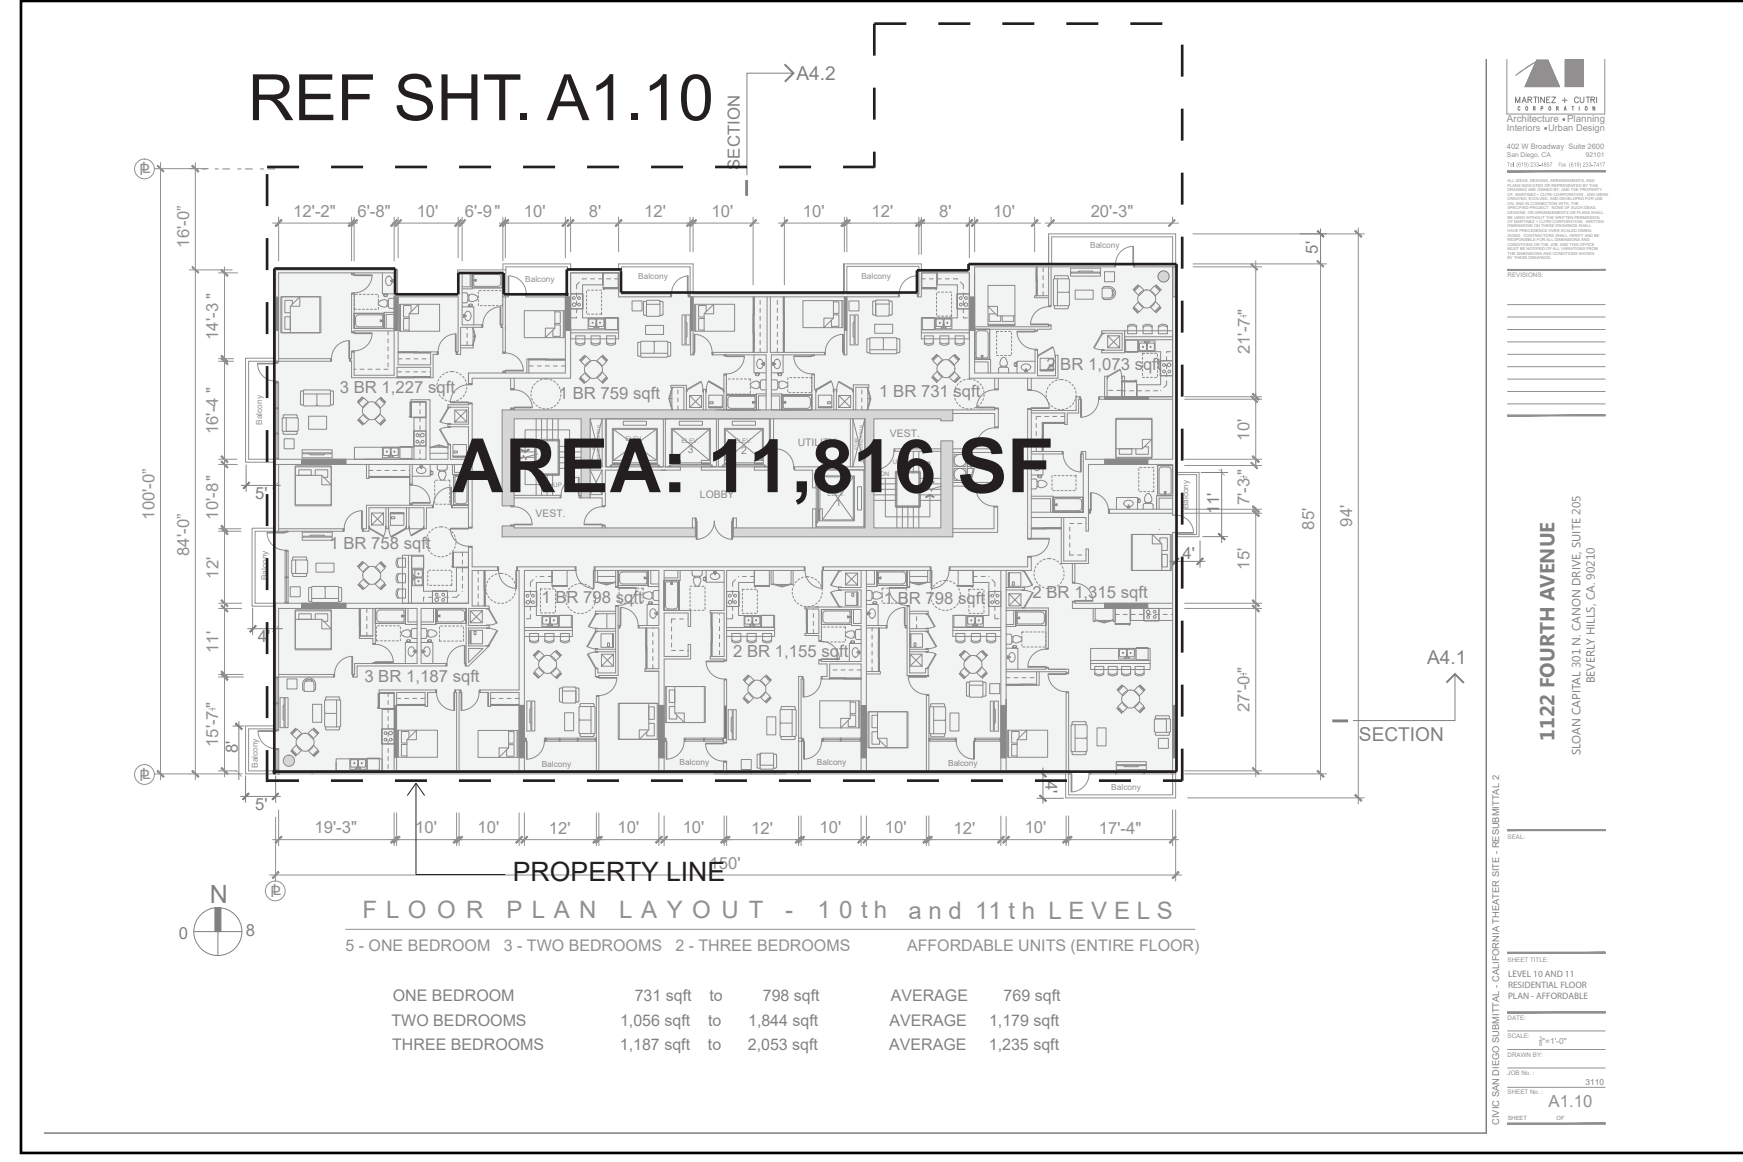 REF SHT. A1.10
A4.2
SECTION
12'-2" 6'-8" 10' 6'-9" 10' 8' 12' 10' 10' 12' 8' 10' 20'-3"
16'-0"
14'-3"
16'-4"
10'-8"
12'
11'
100'-0"
84'-0"
8'
5'
4'
5'
Balcony
Balcony
Balcony
Balcony
3 BR 1,227 sqft
1 BR 759 sqft
1 BR 731 sqft
2 BR 1,073 sqft
AREA: 11,816 SF
VEST.
LOBBY
VEST.
1 BR 758 sqft
1 BR 798 sqft
1 BR 798 sqft
2 BR 1,315 sqft
2 BR 1,155 sqft
3 BR 1,187 sqft
Balcony
Balcony
Balcony
Balcony
Balcony
Balcony
Balcony
Balcony
5'
10'
11'
4'
15'
85'
94'
4'
A4.1
SECTION
19'-3" 10' 10' 12' 10' 10' 12' 10' 10' 12' 10' 17'-4"
150'
PROPERTY LINE
N
0 8
FLOOR PLAN LAYOUT - 10th and 11th LEVELS
5 - ONE BEDROOM 3 - TWO BEDROOMS 2 - THREE BEDROOMS AFFORDABLE UNITS (ENTIRE FLOOR)
ONE BEDROOM 731 sqft to 798 sqft AVERAGE 769 sqft
TWO BEDROOMS 1,056 sqft to 1,844 sqft AVERAGE 1,179 sqft
THREE BEDROOMS 1,187 sqft to 2,053 sqft AVERAGE 1,235 sqft
MARTINEZ + CUTRI
CORPORATION
Architecture • Planning
Interiors • Urban Design
402 W Broadway Suite 2600
San Diego, CA 92101
Tel (619) 233-4857 Fax (619) 233-7417
REVISIONS:
1122 FOURTH AVENUE
SLOAN CAPITAL 301 N. CANON DRIVE, SUITE 205
BEVERLY HILLS, CA, 90210
CIVIC SAN DIEGO SUBMITTAL - CALIFORNIA THEATER SITE - RESUBMITTAL 2
SEAL:
SHEET TITLE:
LEVEL 10 AND 11
RESIDENTIAL FLOOR
PLAN - AFFORDABLE
DATE:
SCALE:
DRAWN BY:
JOB No. :
3110
SHEET No. :
A1.10
SHEET OF